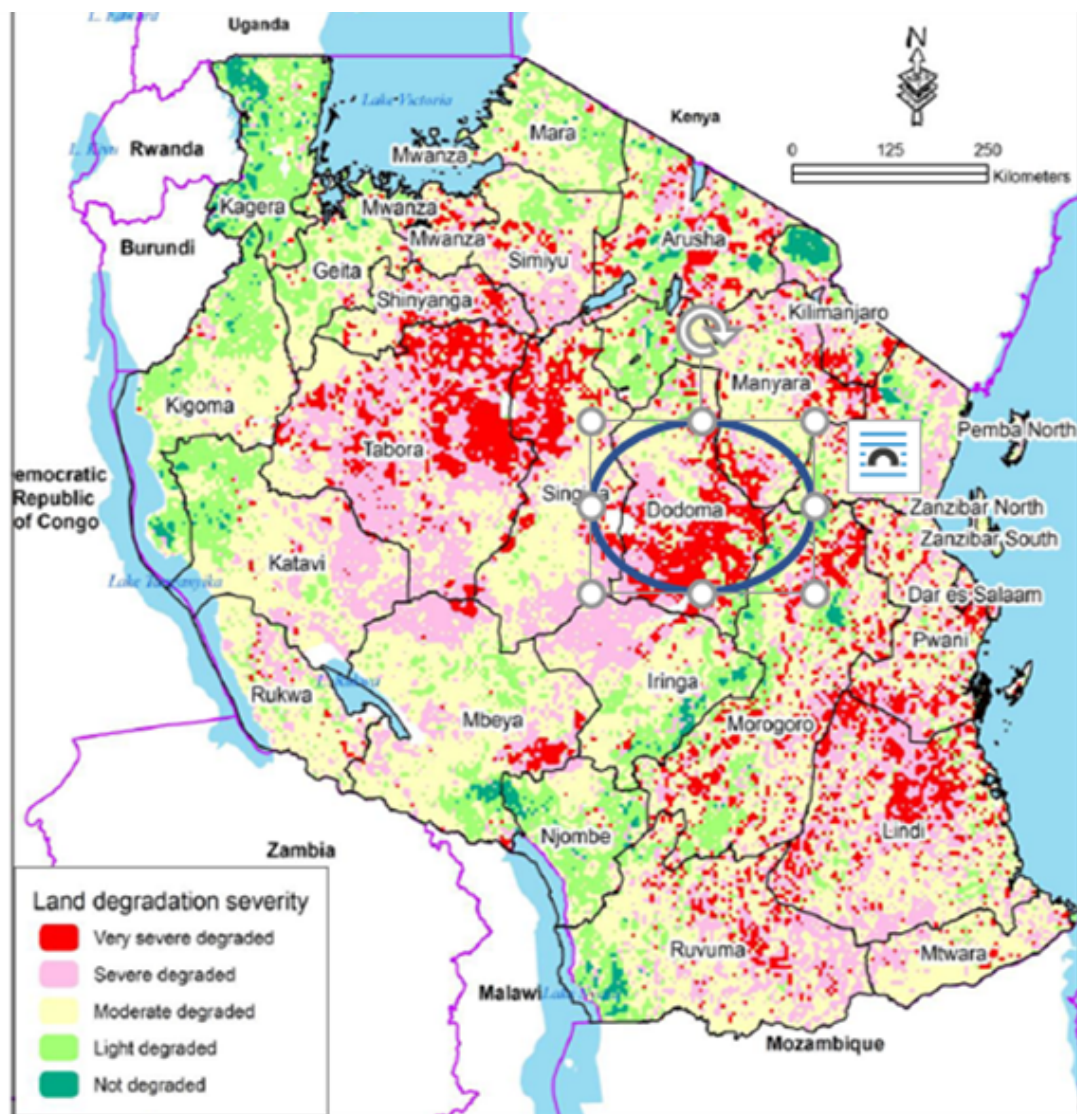 L. Edward
Uganda
N
Lake Victoria
Kenya
Mara
Rwanda
Mwanza
0 125 250
Kilometers
Kagera
Mwanza
Burundi
Mwanza
Arusha
Geita
Simiyu
Shinyanga
Kilimanjaro
Manyara
Kigoma
Pemba North
Tabora
emocratic
Republic
of Congo
Dodoma
Zanzibar North
Zanzibar South
Katavi
Dar es Salaam
Pwani
Rukwa
Iringa
Mbeya
Morogoro
Njombe
Lindi
Zambia
Land degradation severity
Very severe degraded
Severe degraded
Moderate degraded
Light degraded
Not degraded
Ruvuma
Mtwara
Malawi
Mozambique